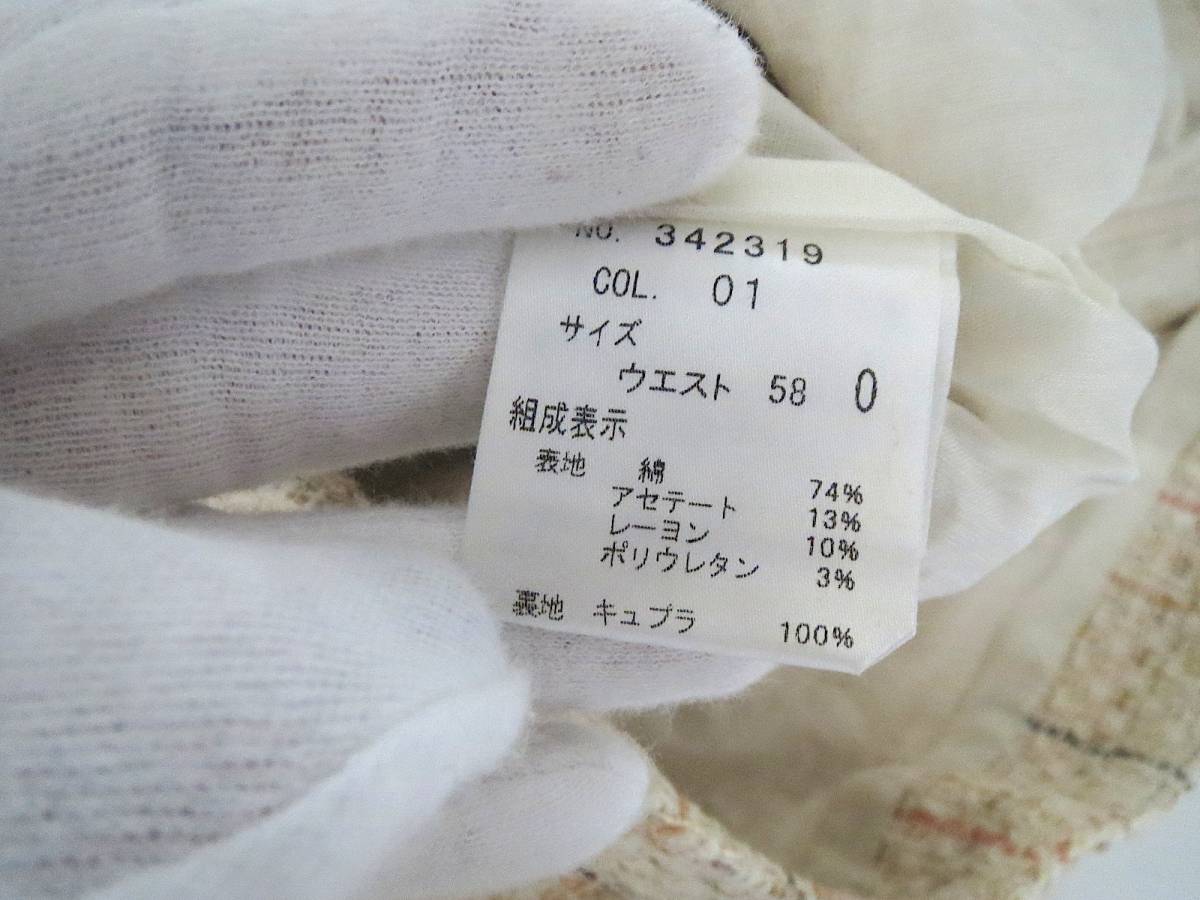 NO. 342319
COL. 01
サイズ
ウエスト 58 0
組成表示
表地 綿 74%
アセテート 13%
レーヨン 10%
ポリウレタン 3%
裏地 キュプラ 100%